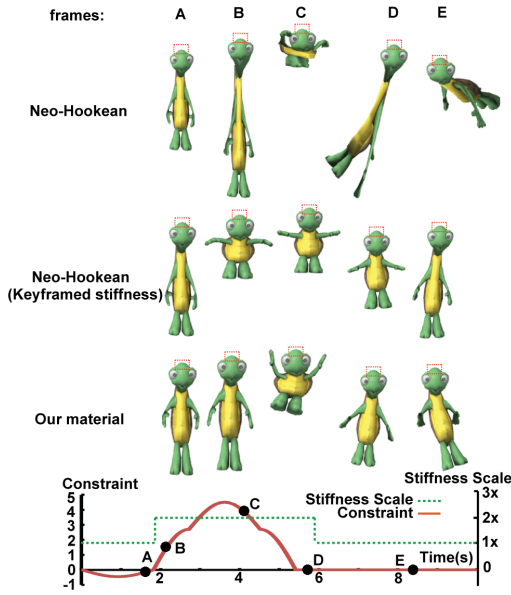 frames: A B C D E
Neo-Hookean
Neo-Hookean
(Keyframed stiffness)
Our material
Constraint
Stiffness Scale
5
4
3
2
1
0
-1
Stiffness Scale
Constraint
3x
2x
1x
0
A
B
C
D
E
Time(s)
2
4
6
8